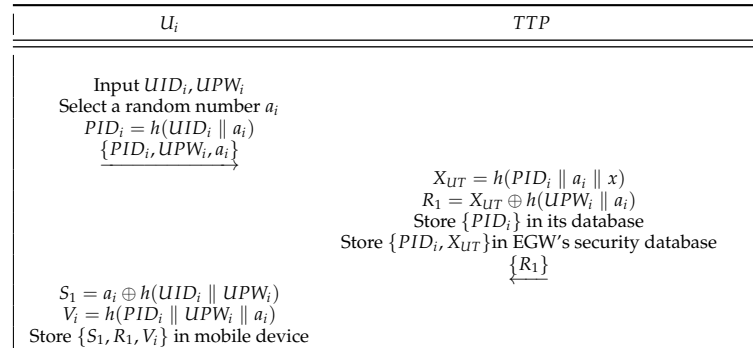 U_i TTP
Input UID_i, UPW_i
Select a random number a_i
PID_i = h(UID_i ∥ a_i)
{PID_i, UPW_i, a_i}
X_UT = h(PID_i ∥ a_i ∥ x)
R_1 = X_UT ⊕ h(UPW_i ∥ a_i)
Store {PID_i} in its database
Store {PID_i, X_UT}in EGW's security database
{R_1}
S_1 = a_i ⊕ h(UID_i ∥ UPW_i)
V_i = h(PID_i ∥ UPW_i ∥ a_i)
Store {S_1, R_1, V_i} in mobile device